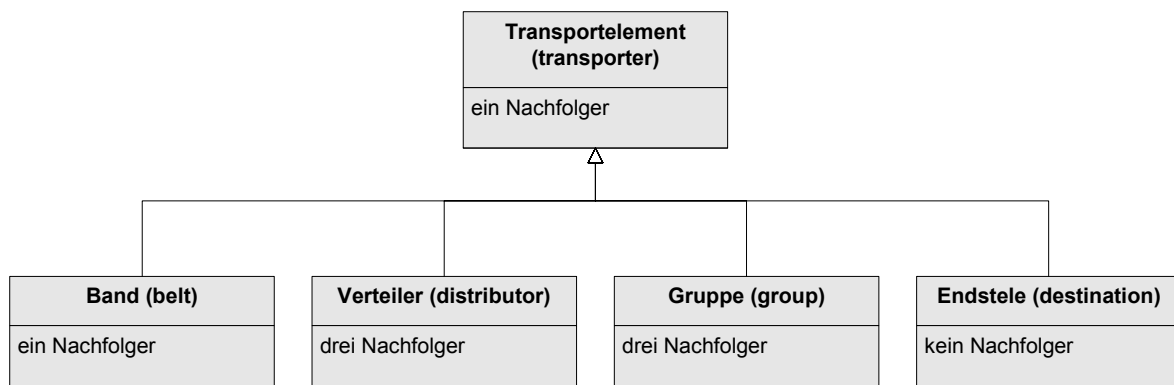 Transportelement
(transporter)
ein Nachfolger
Band (belt)
ein Nachfolger
Verteiler (distributor)
drei Nachfolger
Gruppe (group)
drei Nachfolger
Endstele (destination)
kein Nachfolger